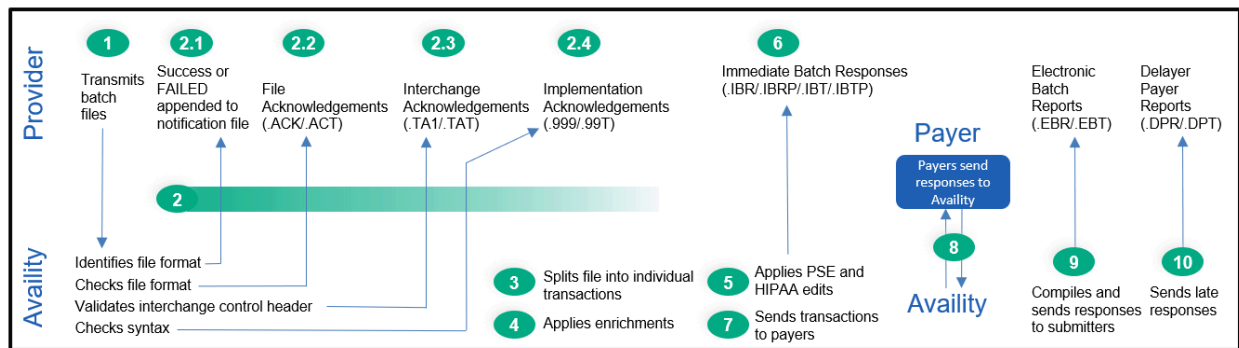 Provider
1
Transmits
batch
files
2.1
Success or
FAILED
appended to
notification file
2.2
File
Acknowledgements
(.ACK/.ACT)
2.3
Interchange
Acknowledgements
(.TA1/.TAT)
2.4
Implementation
Acknowledgements
(.999/.99T)
6
Immediate Batch Responses
(.IBR/.IBRP/.IBT/.IBTP)
Electronic
Batch
Reports
(.EBR/.EBT)
Delayer
Payer
Reports
(.DPR/.DPT)
Payer
Payers send
responses to
Availity
2
Availity
Identifies file format
Checks file format
Validates interchange control header
Checks syntax
3
Splits file into individual
transactions
4
Applies enrichments
5
Applies PSE and
HIPAA edits
7
Sends transactions
to payers
8
Availity
9
Compiles and
sends responses
to submitters
10
Sends late
responses